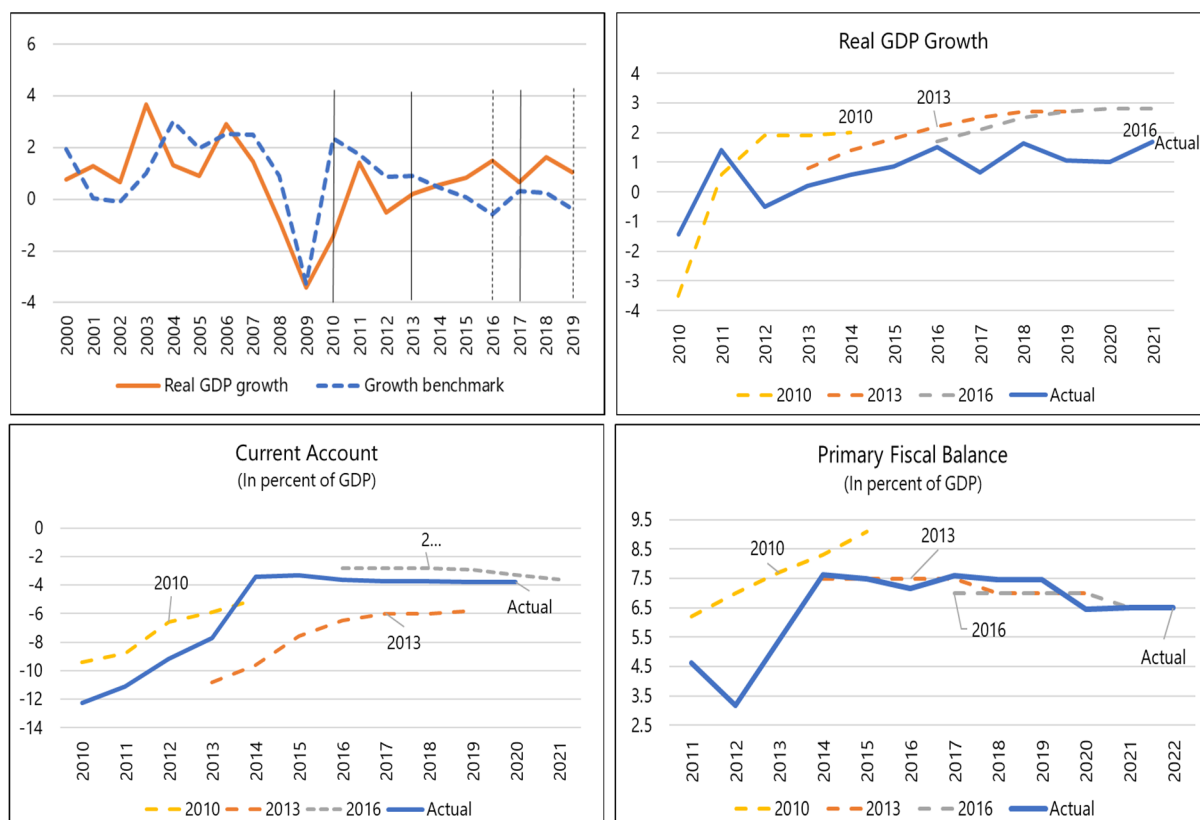 6
4
2
0
-2
-4
2000 2001 2002 2003 2004 2005 2006 2007 2008 2009 2010 2011 2012 2013 2014 2015 2016 2017 2018 2019
Real GDP growth Growth benchmark
Real GDP Growth
4
3
2
1
0
-1
-2
-3
-4
2010
2013
2016
Actual
2010 2011 2012 2013 2014 2015 2016 2017 2018 2019 2020 2021
2010 2013 2016 Actual
Current Account
(In percent of GDP)
0
-2
-4
-6
-8
-10
-12
-14
2010
2...
2013
Actual
2010 2011 2012 2013 2014 2015 2016 2017 2018 2019 2020 2021
2010 2013 2016 Actual
Primary Fiscal Balance
(In percent of GDP)
9.5
8.5
7.5
6.5
5.5
4.5
3.5
2.5
2010
2013
2016
Actual
2011 2012 2013 2014 2015 2016 2017 2018 2019 2020 2021 2022
2010 2013 2016 Actual